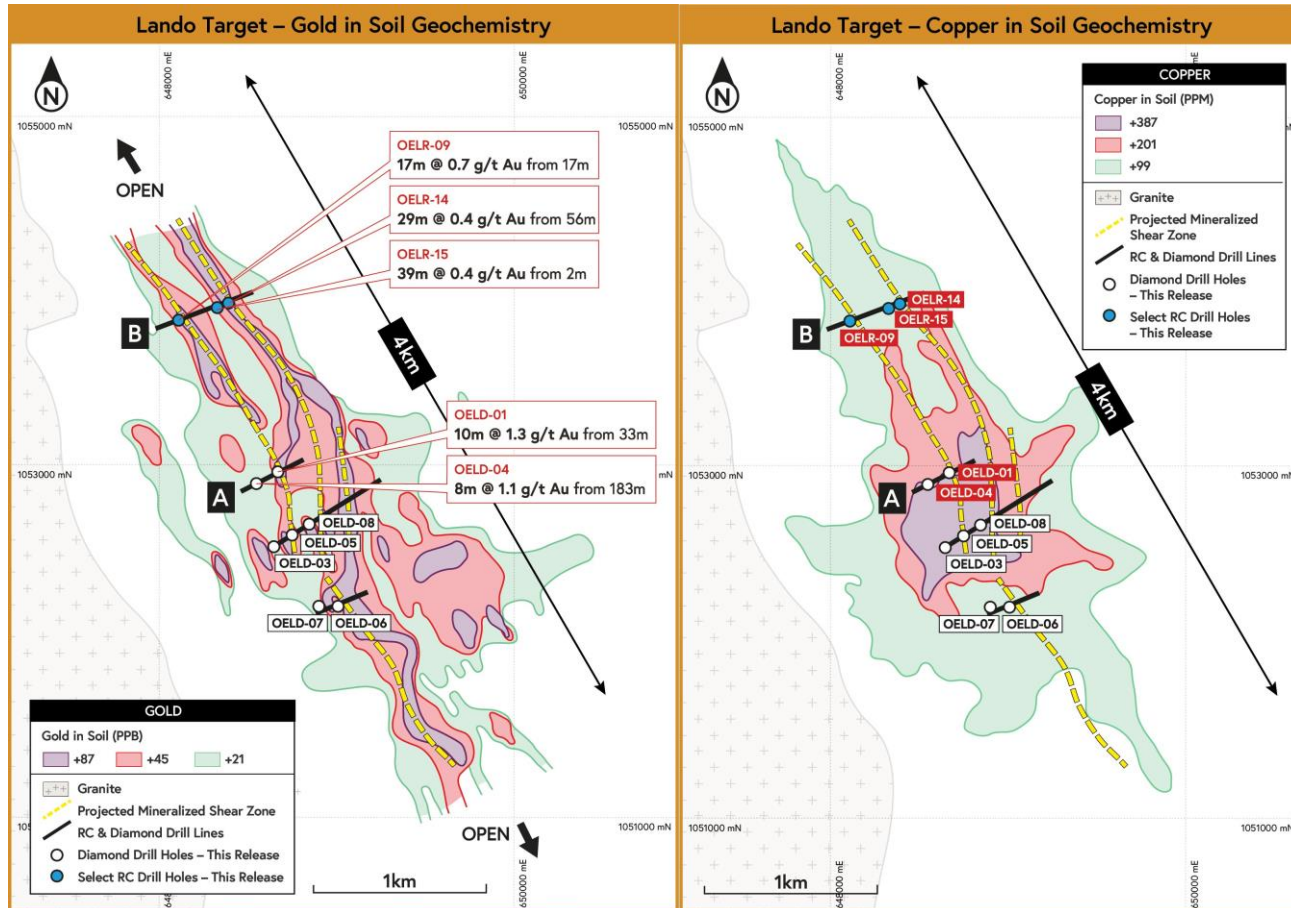 Lando Target – Gold in Soil Geochemistry
N
648000 mE
650000 mE
1055000 mN
1055000 mN
OPEN
OELR-09
17m @ 0.7 g/t Au from 17m
OELR-14
29m @ 0.4 g/t Au from 56m
OELR-15
39m @ 0.4 g/t Au from 2m
B
4km
OELD-01
10m @ 1.3 g/t Au from 33m
1053000 mN
OELD-04
8m @ 1.1 g/t Au from 183m
A
OELD-08
OELD-05
OELD-03
OELD-07
OELD-06
GOLD
Gold in Soil (PPB)
+87
+45
+21
Granite
Projected Mineralized Shear Zone
RC & Diamond Drill Lines
Diamond Drill Holes – This Release
Select RC Drill Holes – This Release
1051000 mN
OPEN
1km
650000 mE
Lando Target – Copper in Soil Geochemistry
N
648000 mE
650000 mE
COPPER
Copper in Soil (PPM)
+387
+201
+99
Granite
Projected Mineralized
Shear Zone
RC & Diamond Drill Lines
Diamond Drill Holes
– This Release
Select RC Drill Holes
– This Release
OELR-14
OELR-15
B
OELR-09
4km
OELD-01
1053000 mN
A
OELD-04
OELD-08
OELD-05
OELD-03
OELD-07
OELD-06
1051000 mN
1051000 mN
1km
648000 mE
650000 mE